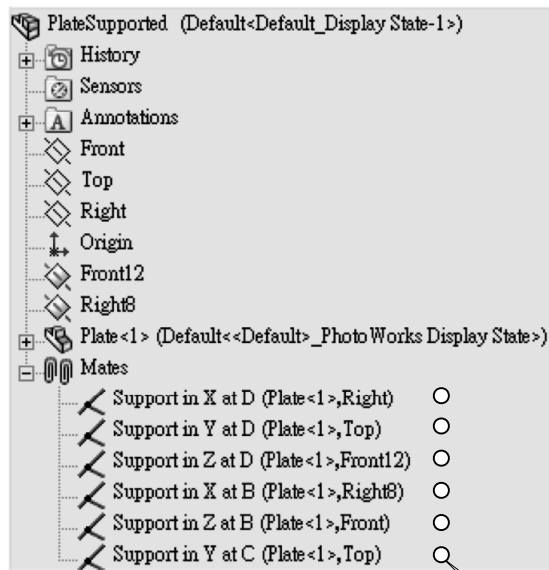 PlateSupported (Default<Default_Display State-1>)
History
Sensors
A Annotations
Front
Top
Right
Origin
Front12
Right8
Plate<1> (Default<<Default>_PhotoWorks Display State>)
Mates
Support in X at D (Plate<1>,Right)
Support in Y at D (Plate<1>,Top)
Support in Z at D (Plate<1>,Front12)
Support in X at B (Plate<1>,Right8)
Support in Z at B (Plate<1>,Front)
Support in Y at C (Plate<1>,Top)